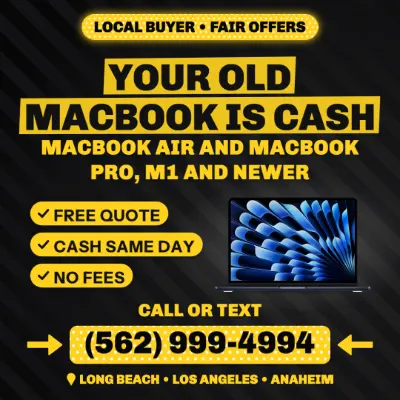 LOCAL BUYER • FAIR OFFERS
YOUR OLD
MACBOOK IS CASH
MACBOOK AIR AND MACBOOK
PRO, M1 AND NEWER
FREE QUOTE
CASH SAME DAY
NO FEES
CALL OR TEXT
(562) 999-4994
LONG BEACH • LOS ANGELES • ANAHEIM